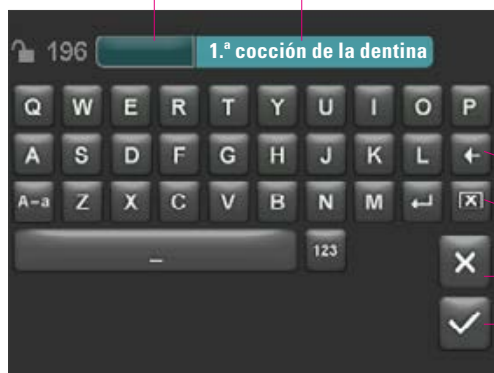 196 1.ª cocción de la dentina
Q W E R T Y U I O P
A S D F G H J K L
A-a Z X C V B N M
_ 123